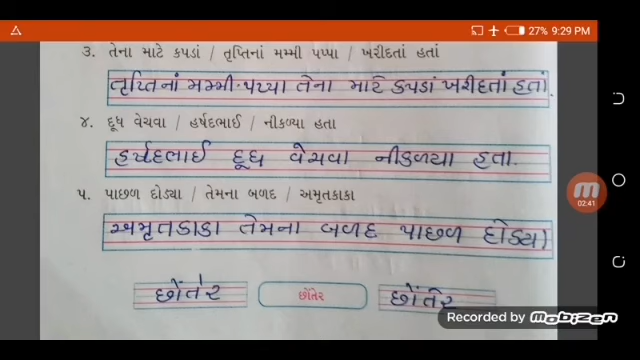 27% 9:29 PM
૩. તેના માટે કપડાં / તૃપ્તિનાં મમ્મી પપ્પા / ખરીદતાં હતાં
તૃપ્તિનાં મમ્મી-પપ્પા તેના માટે કપડાં ખરીદતાં હતાં.
૪. દૂધ વેચવા / હર્ષદભાઈ / નીકળ્યા હતા
હર્ષદભાઈ દૂધ વેચવા નીકળ્યા હતા.
૫. પાછળ દોડ્યા / તેમના બળદ / અમૃતકાકા
અમૃતકાકા તેમના બળદ પાછળ દોડ્યા
છોંતેર છોંતેર છોંતેર
02:41
Recorded by Mobizen